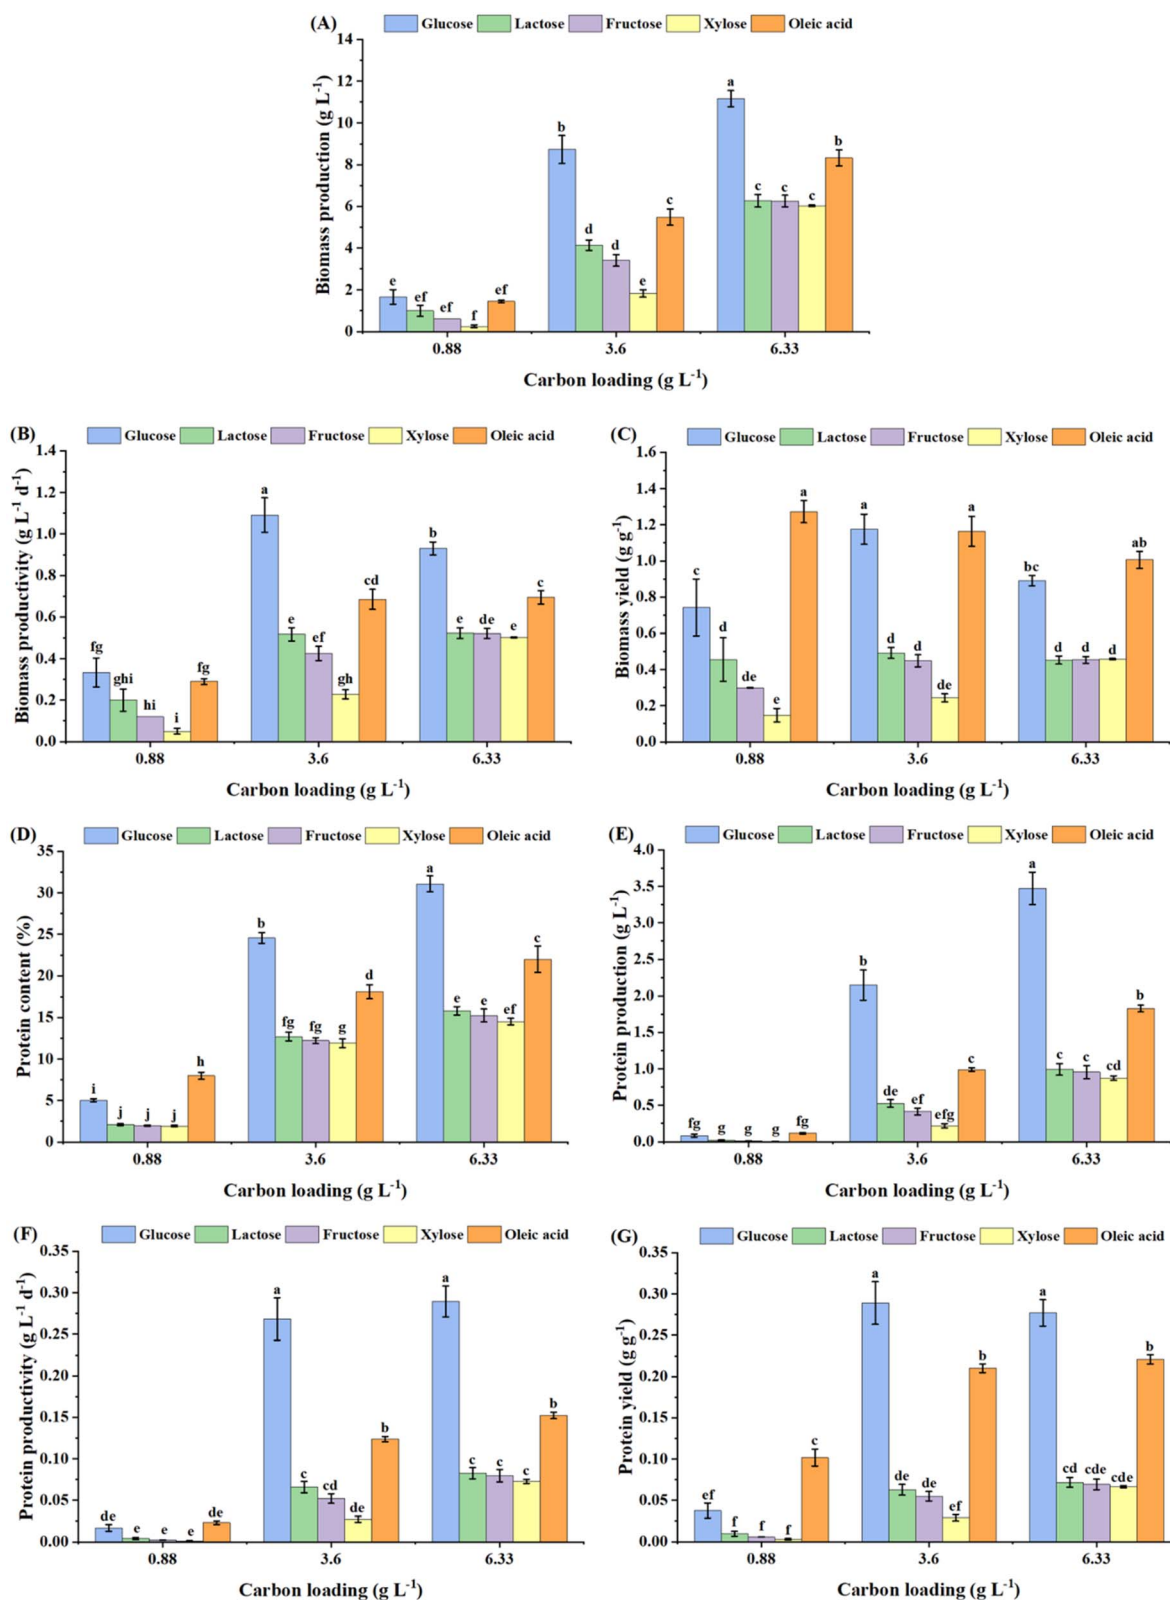 (A) Glucose Lactose Fructose Xylose Oleic acid
14
12
10
8
6
4
2
0
Biomass production (g L⁻¹)
e ef ef f ef
b d d e c
a c c c b
0.88 3.6 6.33
Carbon loading (g L⁻¹)
(B) Glucose Lactose Fructose Xylose Oleic acid
1.4
1.2
1.0
0.8
0.6
0.4
0.2
0.0
Biomass productivity (g L⁻¹ d⁻¹)
fg ghi hi i fg
a e ef gh cd
b e de e c
0.88 3.6 6.33
Carbon loading (g L⁻¹)
(C) Glucose Lactose Fructose Xylose Oleic acid
1.6
1.4
1.2
1.0
0.8
0.6
0.4
0.2
0.0
Biomass yield (g g⁻¹)
c d de e a
a d d de a
bc d d d ab
0.88 3.6 6.33
Carbon loading (g L⁻¹)
(D) Glucose Lactose Fructose Xylose Oleic acid
35
30
25
20
15
10
5
0
Protein content (%)
i j j j h
b fg fg g d
a e e ef c
0.88 3.6 6.33
Carbon loading (g L⁻¹)
(E) Glucose Lactose Fructose Xylose Oleic acid
4.0
3.5
3.0
2.5
2.0
1.5
1.0
0.5
0.0
Protein production (g L⁻¹)
fg g g g fg
b de ef efg c
a c c cd b
0.88 3.6 6.33
Carbon loading (g L⁻¹)
(F) Glucose Lactose Fructose Xylose Oleic acid
0.35
0.30
0.25
0.20
0.15
0.10
0.05
0.00
Protein productivity (g L⁻¹ d⁻¹)
de e e e de
a c cd de b
a c c c b
0.88 3.6 6.33
Carbon loading (g L⁻¹)
(G) Glucose Lactose Fructose Xylose Oleic acid
0.35
0.30
0.25
0.20
0.15
0.10
0.05
0.00
Protein yield (g g⁻¹)
ef f f f c
a de de ef b
a cd cde cde b
0.88 3.6 6.33
Carbon loading (g L⁻¹)